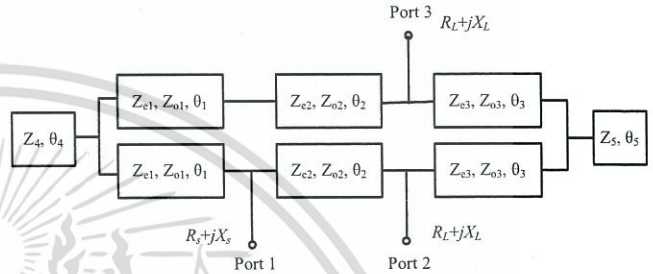 Port 3
R_L+jX_L
Z_e1, Z_o1, θ_1
Z_e2, Z_o2, θ_2
Z_e3, Z_o3, θ_3
Z_4, θ_4
Z_5, θ_5
Z_e1, Z_o1, θ_1
Z_e2, Z_o2, θ_2
Z_e3, Z_o3, θ_3
R_s+jX_s
R_L+jX_L
Port 1
Port 2